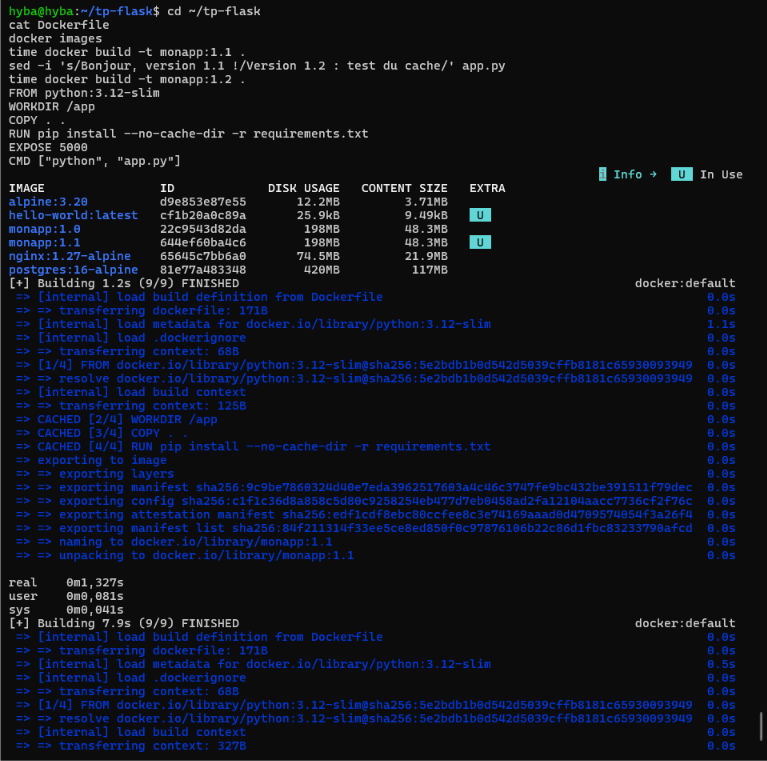 hyba@hyba:~/tp-flask$ cd ~/tp-flask
cat Dockerfile
docker images
time docker build -t monapp:1.1 .
sed -i 's/Bonjour, version 1.1 !/Version 1.2 : test du cache/' app.py
time docker build -t monapp:1.2 .
FROM python:3.12-slim
WORKDIR /app
COPY . .
RUN pip install --no-cache-dir -r requirements.txt
EXPOSE 5000
CMD ["python", "app.py"]
i Info → U In Use
IMAGE ID DISK USAGE CONTENT SIZE EXTRA
alpine:3.20 d9e853e87e55 12.2MB 3.71MB
hello-world:latest cf1b20a0c89a 25.9kB 9.49kB U
monapp:1.0 22c9543d82da 198MB 48.3MB
monapp:1.1 644ef60ba4c6 198MB 48.3MB U
nginx:1.27-alpine 65645c7bb6a0 74.5MB 21.9MB
postgres:16-alpine 81e77a483348 420MB 117MB
[+] Building 1.2s (9/9) FINISHED docker:default
=> [internal] load build definition from Dockerfile 0.0s
=> => transferring dockerfile: 171B 0.0s
=> [internal] load metadata for docker.io/library/python:3.12-slim 1.1s
=> [internal] load .dockerignore 0.0s
=> => transferring context: 68B 0.0s
=> [1/4] FROM docker.io/library/python:3.12-slim@sha256:5e2bdb1b0d542d5039cffb8181c65930093949 0.0s
=> => resolve docker.io/library/python:3.12-slim@sha256:5e2bdb1b0d542d5039cffb8181c65930093949 0.0s
=> [internal] load build context 0.0s
=> => transferring context: 125B 0.0s
=> CACHED [2/4] WORKDIR /app 0.0s
=> CACHED [3/4] COPY . . 0.0s
=> CACHED [4/4] RUN pip install --no-cache-dir -r requirements.txt 0.0s
=> exporting to image 0.0s
=> => exporting layers 0.0s
=> => exporting manifest sha256:9c9be7860324d40e7eda3962517603a4c46c3747fe9bc432be391511f79dec 0.0s
=> => exporting config sha256:c1f1c36d8a858c5d80c9258254eb477d7eb0458ad2fa12104aacc7736cf2f76c 0.0s
=> => exporting attestation manifest sha256:edf1cdf8ebc80ccfee8c3e74169aaad0d4709574054f3a26f4 0.0s
=> => exporting manifest list sha256:84f211314f33ee5ce8ed850f0c97876106b22c86d1fbc83233790afcd 0.0s
=> => naming to docker.io/library/monapp:1.1 0.0s
=> => unpacking to docker.io/library/monapp:1.1 0.0s
real 0m1,327s
user 0m0,081s
sys 0m0,041s
[+] Building 7.9s (9/9) FINISHED docker:default
=> [internal] load build definition from Dockerfile 0.0s
=> => transferring dockerfile: 171B 0.0s
=> [internal] load metadata for docker.io/library/python:3.12-slim 0.5s
=> [internal] load .dockerignore 0.0s
=> => transferring context: 68B 0.0s
=> [1/4] FROM docker.io/library/python:3.12-slim@sha256:5e2bdb1b0d542d5039cffb8181c65930093949 0.0s
=> => resolve docker.io/library/python:3.12-slim@sha256:5e2bdb1b0d542d5039cffb8181c65930093949 0.0s
=> [internal] load build context 0.0s
=> => transferring context: 327B 0.0s